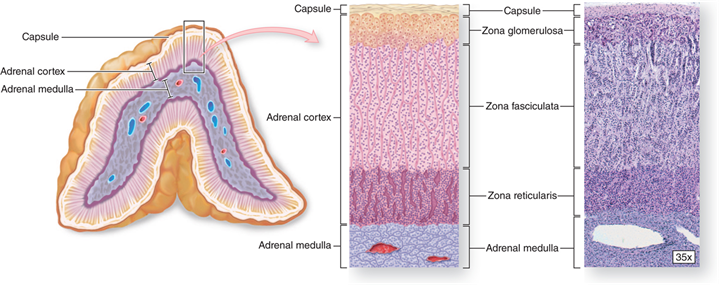 Capsule
Adrenal cortex
Adrenal medulla
Capsule
Adrenal cortex
Adrenal medulla
Capsule
Zona glomerulosa
Zona fasciculata
Zona reticularis
Adrenal medulla
35x